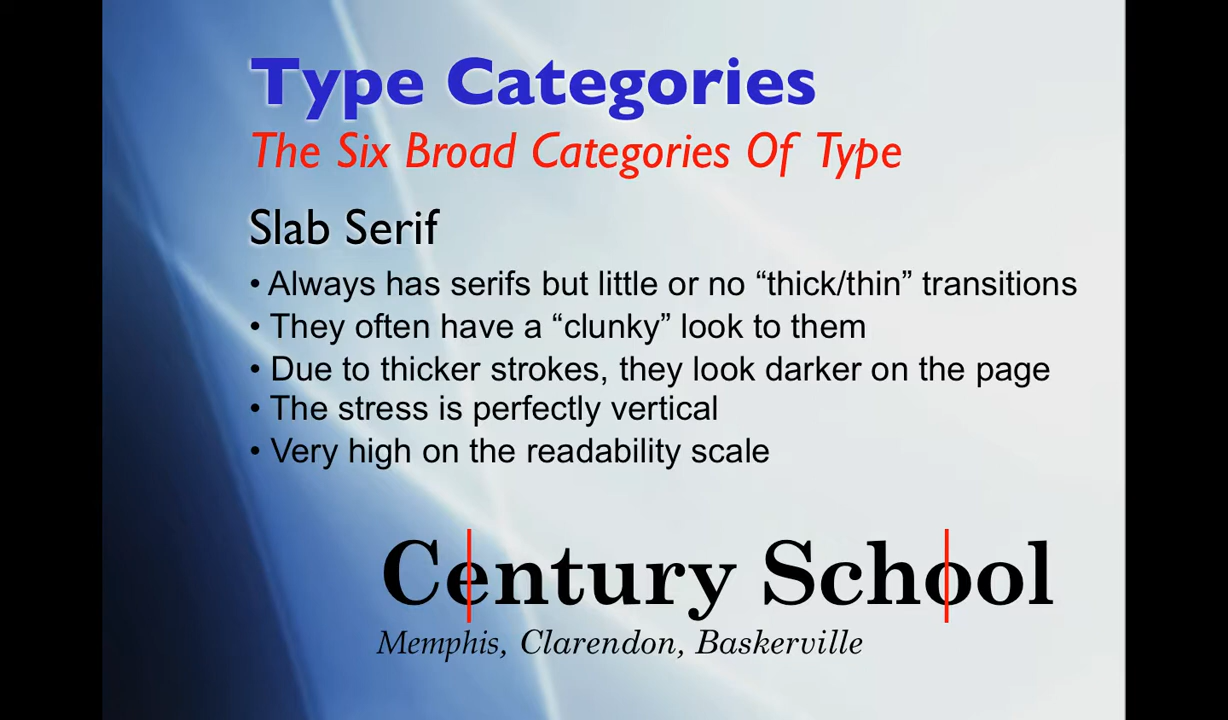 Type Categories
The Six Broad Categories Of Type
Slab Serif
• Always has serifs but little or no “thick/thin” transitions
• They often have a “clunky” look to them
• Due to thicker strokes, they look darker on the page
• The stress is perfectly vertical
• Very high on the readability scale
Century School
Memphis, Clarendon, Baskerville